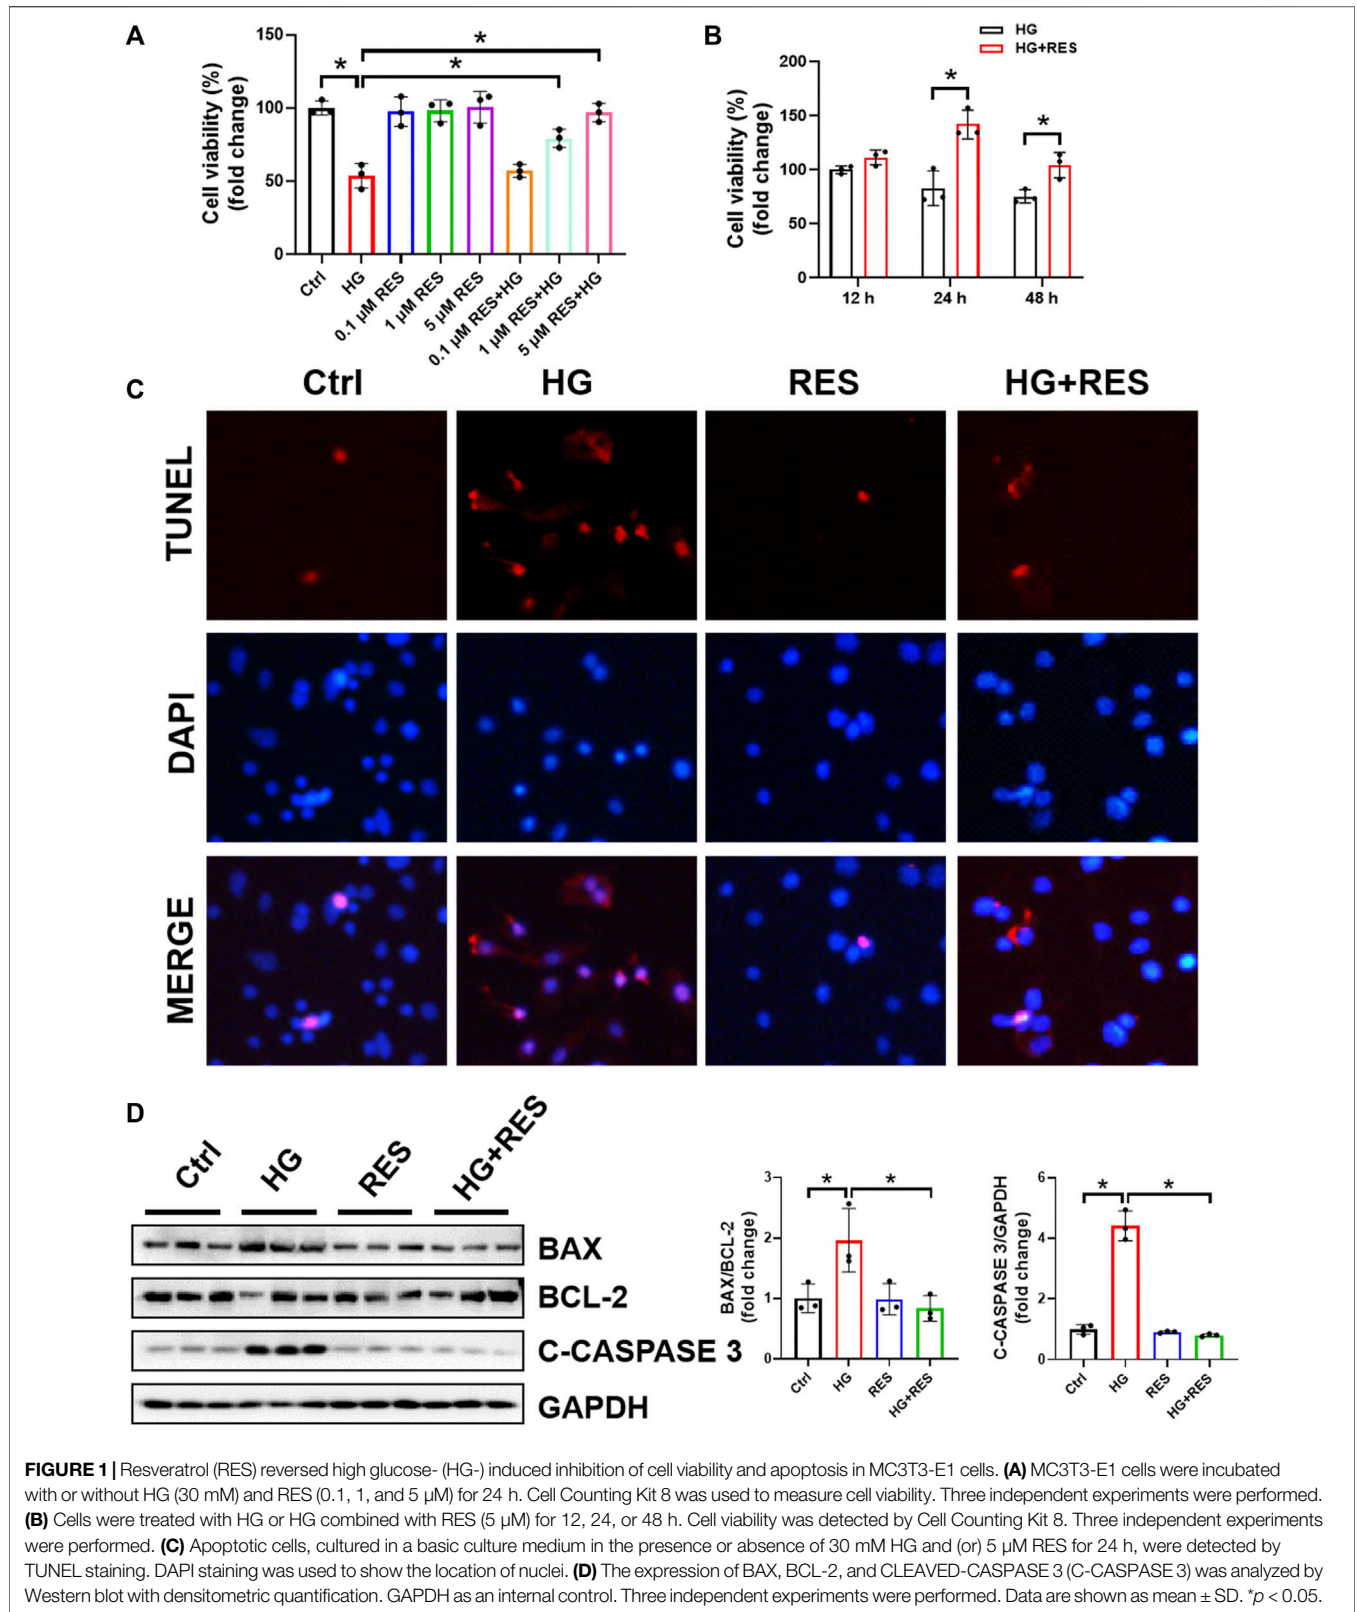 A
150
100
50
0
Cell viability (%)
(fold change)
*
*
*
Ctrl
HG
0.1 µM RES
1 µM RES
5 µM RES
0.1 µM RES+HG
1 µM RES+HG
5 µM RES+HG
B
HG
HG+RES
200
150
100
50
0
Cell viability (%)
(fold change)
*
*
12 h
24 h
48 h
C
Ctrl
HG
RES
HG+RES
TUNEL
DAPI
MERGE
D
Ctrl
HG
RES
HG+RES
BAX
BCL-2
C-CASPASE 3
GAPDH
3
2
1
0
BAX/BCL-2
(fold change)
*
*
Ctrl
HG
RES
HG+RES
6
4
2
0
C-CASPASE 3/GAPDH
(fold change)
*
*
Ctrl
HG
RES
HG+RES
FIGURE 1 | Resveratrol (RES) reversed high glucose- (HG-) induced inhibition of cell viability and apoptosis in MC3T3-E1 cells. (A) MC3T3-E1 cells were incubated
with or without HG (30 mM) and RES (0.1, 1, and 5 µM) for 24 h. Cell Counting Kit 8 was used to measure cell viability. Three independent experiments were performed.
(B) Cells were treated with HG or HG combined with RES (5 µM) for 12, 24, or 48 h. Cell viability was detected by Cell Counting Kit 8. Three independent experiments
were performed. (C) Apoptotic cells, cultured in a basic culture medium in the presence or absence of 30 mM HG and (or) 5 µM RES for 24 h, were detected by
TUNEL staining. DAPI staining was used to show the location of nuclei. (D) The expression of BAX, BCL-2, and CLEAVED-CASPASE 3 (C-CASPASE 3) was analyzed by
Western blot with densitometric quantification. GAPDH as an internal control. Three independent experiments were performed. Data are shown as mean ± SD. *p < 0.05.